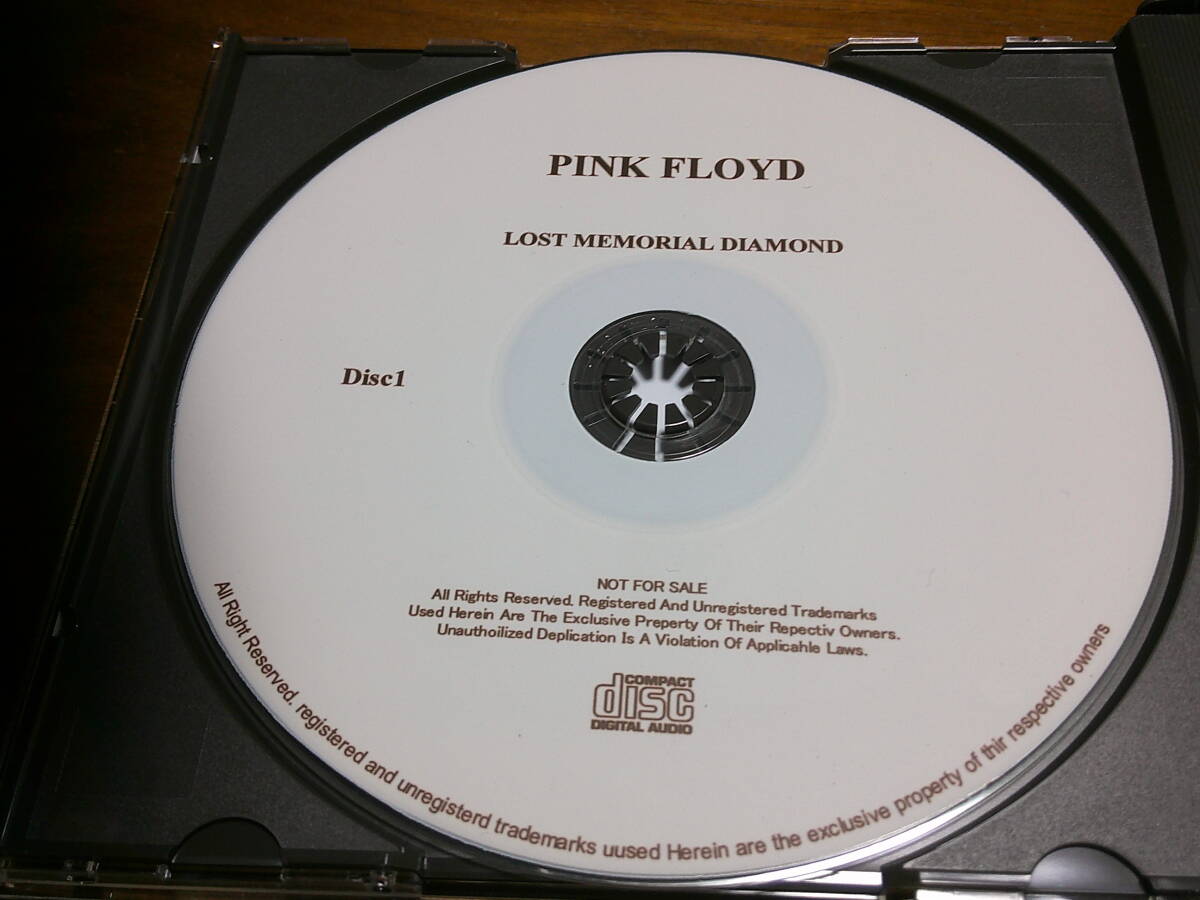 PINK FLOYD
LOST MEMORIAL DIAMOND
Disc1
NOT FOR SALE
All Rights Reserved. Registered And Unregistered Trademarks
Used Herein Are The Exclusive Preperty Of Their Repectiv Owners.
Unauthoilized Deplication Is A Violation Of Applicahle Laws.
COMPACT
disc
DIGITAL AUDIO
All Right Reserved. registered and unregisterd trademarks uused Herein are the exclusive property of thir respective owners